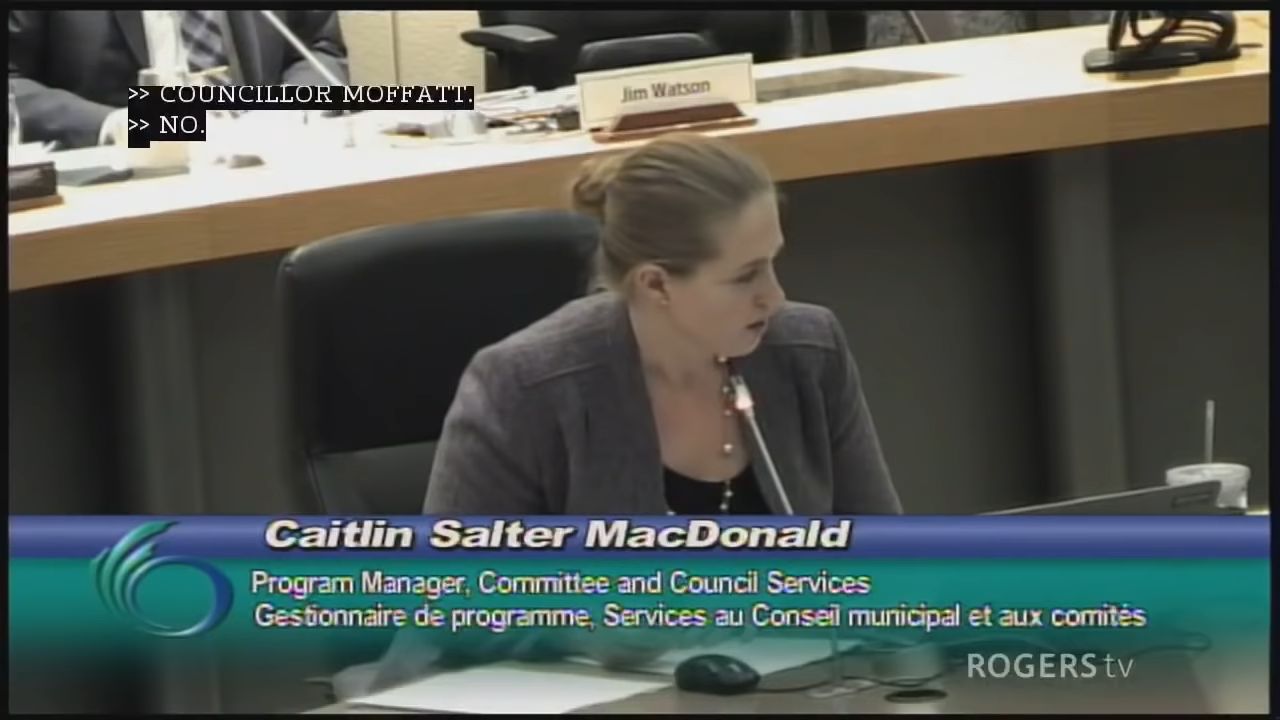 >> COUNCILLOR MOFFATT.
>> NO.
Jim Watson
Caitlin Salter MacDonald
Program Manager, Committee and Council Services
Gestionnaire de programme, Services au Conseil municipal et aux comités
ROGERS tv